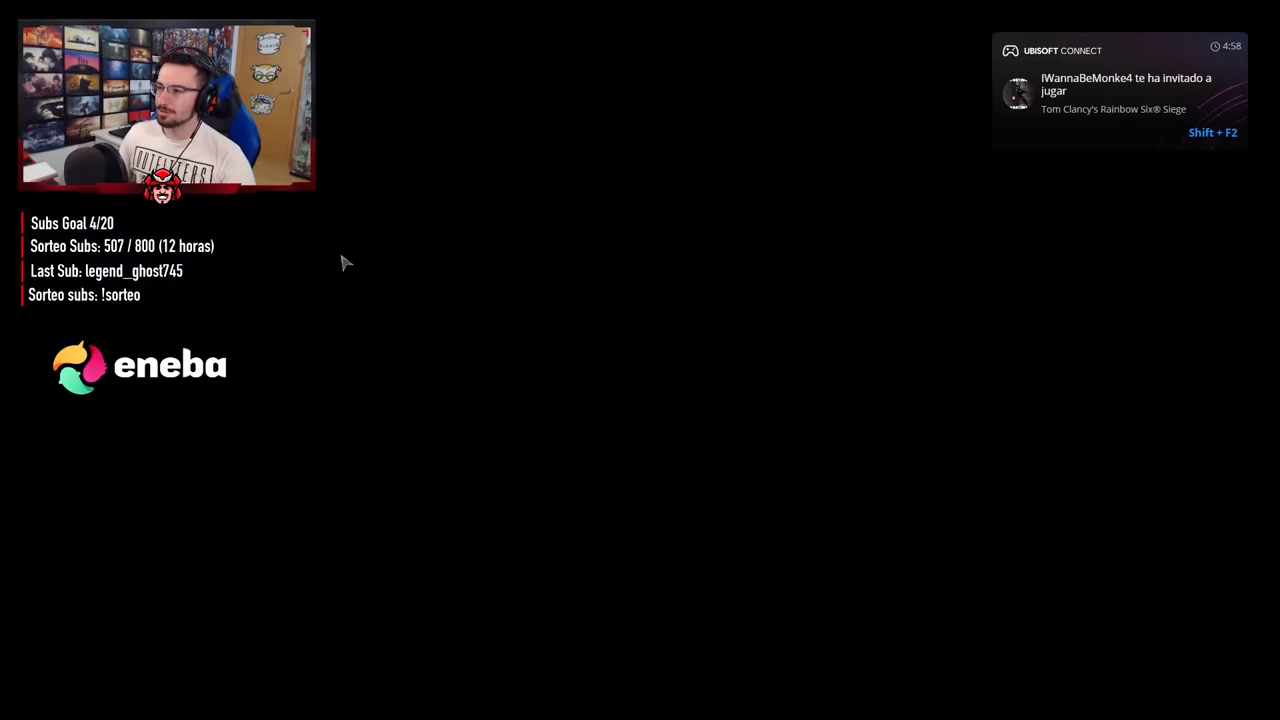 UBISOFT CONNECT
4:58
IWannaBeMonke4 te ha invitado a
jugar
Tom Clancy's Rainbow Six® Siege
Shift + F2
OUTFITTERS
Subs Goal 4/20
Sorteo Subs: 507 / 800 (12 horas)
Last Sub: legend_ghost745
Sorteo subs: !sorteo
eneba